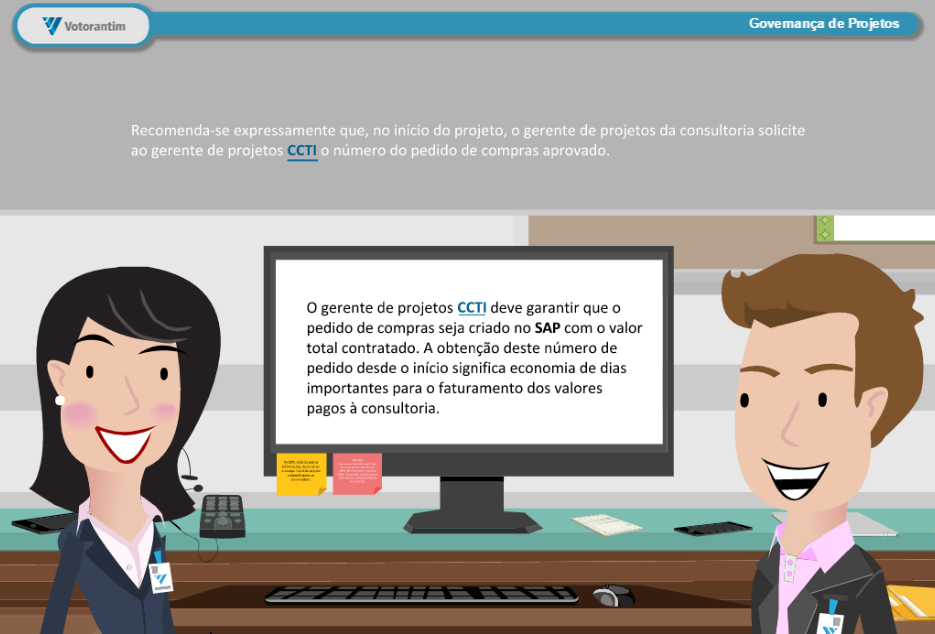 Votorantim
Governança de Projetos
Recomenda-se expressamente que, no início do projeto, o gerente de projetos da consultoria solicite
ao gerente de projetos CCTI o número do pedido de compras aprovado.
O gerente de projetos CCTI deve garantir que o
pedido de compras seja criado no SAP com o valor
total contratado. A obtenção deste número de
pedido desde o início significa economia de dias
importantes para o faturamento dos valores
pagos à consultoria.